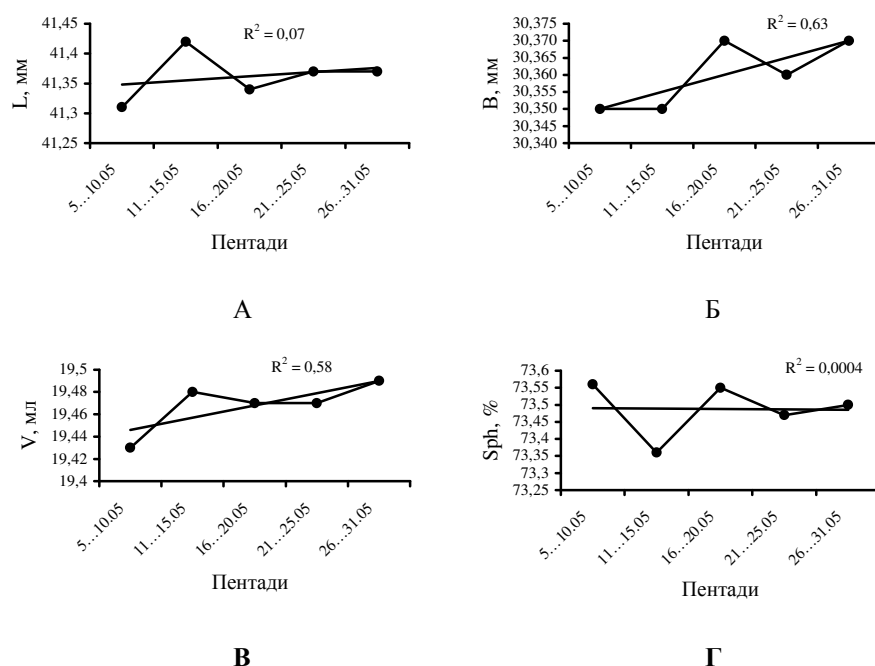 41,45
41,4
41,35
41,3
41,25
L, мм
R² = 0,07
5…10.05
11…15.05
16…20.05
21…25.05
26…31.05
Пентади
А
30,375
30,370
30,365
30,360
30,355
30,350
30,345
30,340
B, мм
R² = 0,63
5…10.05
11…15.05
16…20.05
21…25.05
26…31.05
Пентади
Б
19,5
19,48
19,46
19,44
19,42
19,4
V, мл
R² = 0,58
5…10.05
11…15.05
16…20.05
21…25.05
26…31.05
Пентади
В
73,6
73,55
73,5
73,45
73,4
73,35
73,3
73,25
Sph, %
R² = 0,0004
5…10.05
11…15.05
16…20.05
21…25.05
26…31.05
Пентади
Г